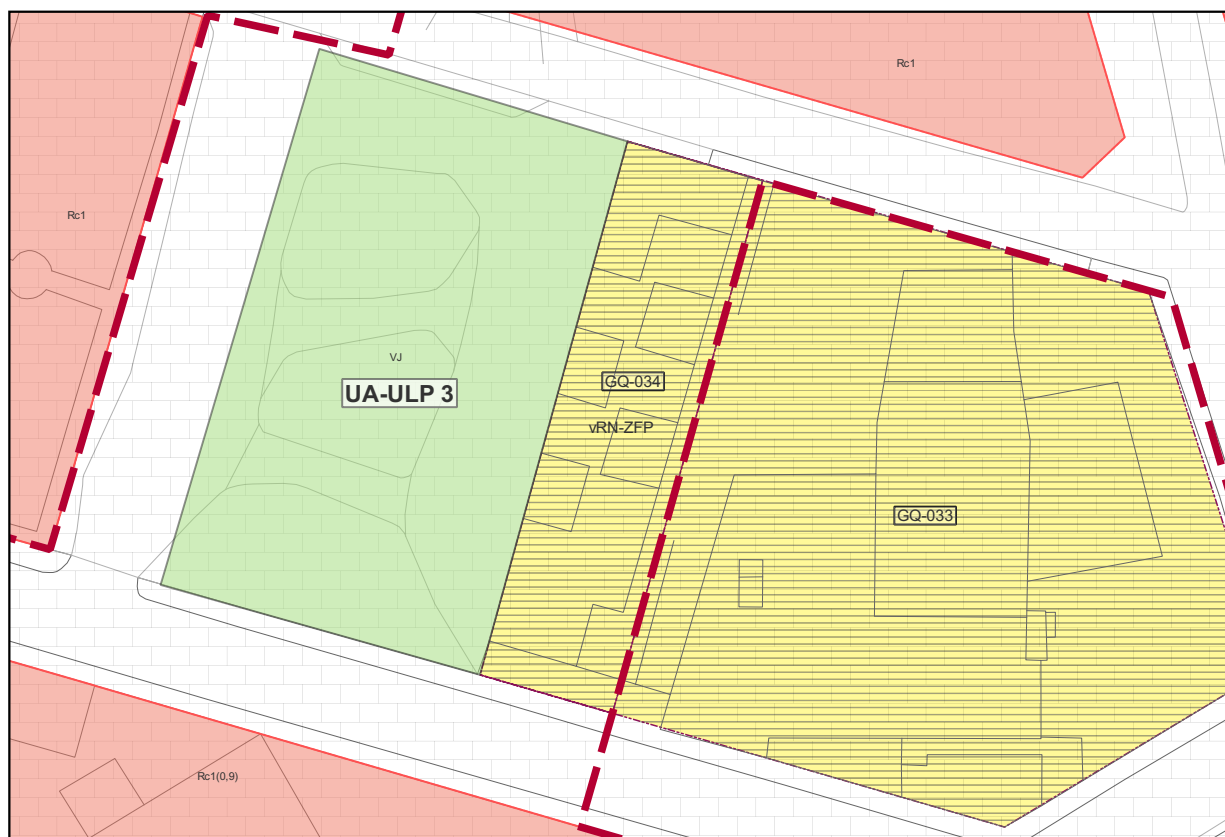 Rc1
Rc1
VJ
UA-ULP 3
GQ-034
vRN-ZFP
GQ-033
Rc1(0,9)